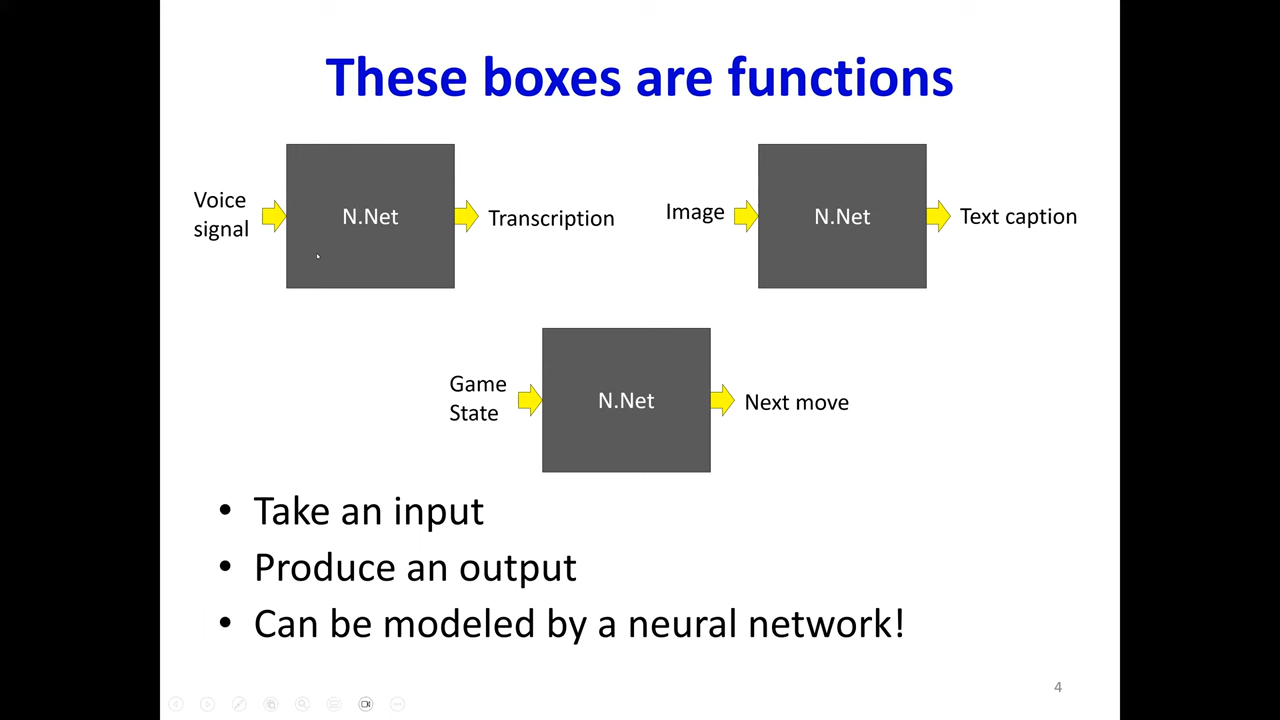 These boxes are functions
Voice
signal
N.Net
Transcription
Image
N.Net
Text caption
Game
State
N.Net
Next move
• Take an input
• Produce an output
• Can be modeled by a neural network!
4